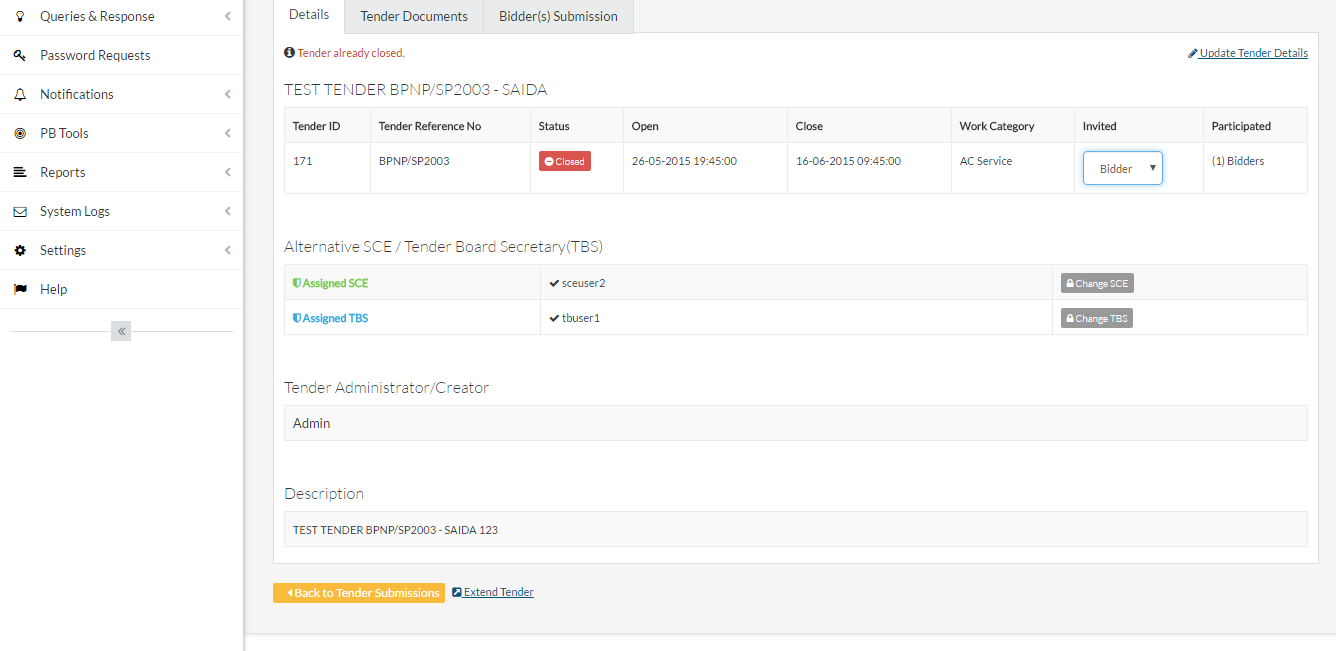 Queries & Response
Password Requests
Notifications
PB Tools
Reports
System Logs
Settings
Help
Details Tender Documents Bidder(s) Submission
Tender already closed. Update Tender Details
TEST TENDER BPNP/SP2003 - SAIDA
Tender ID Tender Reference No Status Open Close Work Category Invited Participated
171 BPNP/SP2003 Closed 26-05-2015 19:45:00 16-06-2015 09:45:00 AC Service Bidder (1) Bidders
Alternative SCE / Tender Board Secretary(TBS)
Assigned SCE sceuser2 Change SCE
Assigned TBS tbuser1 Change TBS
Tender Administrator/Creator
Admin
Description
TEST TENDER BPNP/SP2003 - SAIDA 123
Back to Tender Submissions Extend Tender